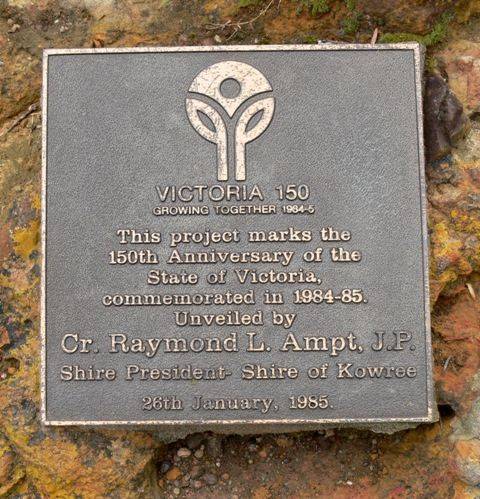 VICTORIA 150
GROWING TOGETHER 1984-5
This project marks the
150th Anniversary of the
State of Victoria,
commemorated in 1984-85.
Unveiled by
Cr. Raymond L. Ampt, J.P.
Shire President- Shire of Kowree
26th January, 1985.